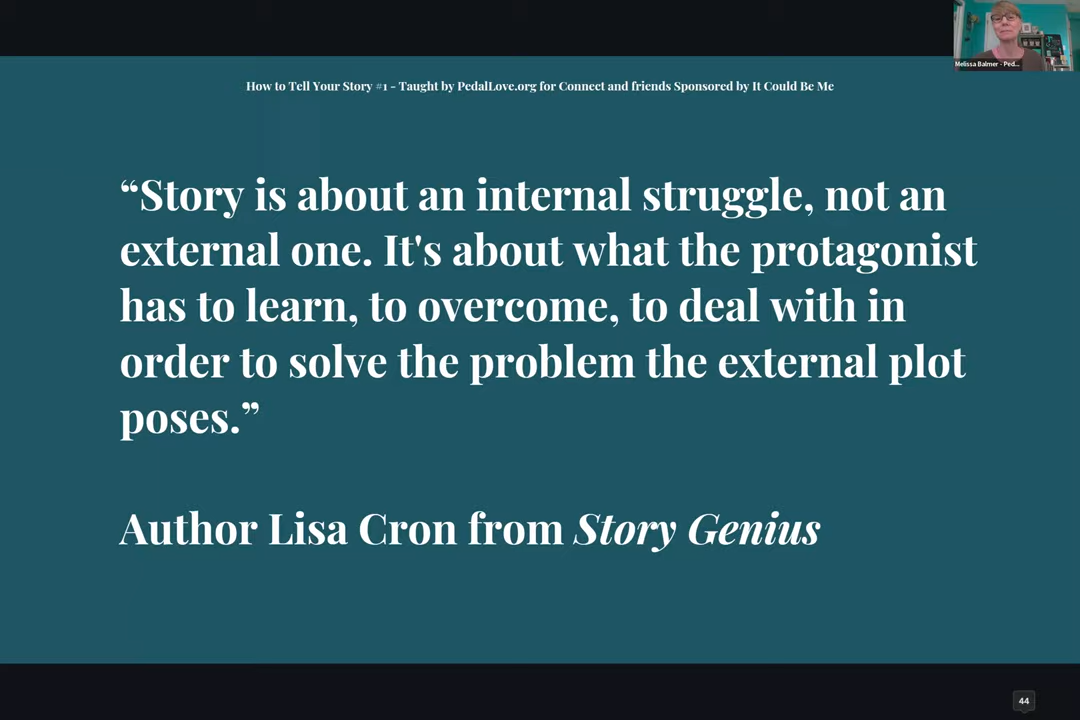 Melissa Balmer - Ped...
How to Tell Your Story #1 - Taught by PedalLove.org for Connect and friends Sponsored by It Could Be Me
“Story is about an internal struggle, not an
external one. It's about what the protagonist
has to learn, to overcome, to deal with in
order to solve the problem the external plot
poses.”
Author Lisa Cron from Story Genius
44